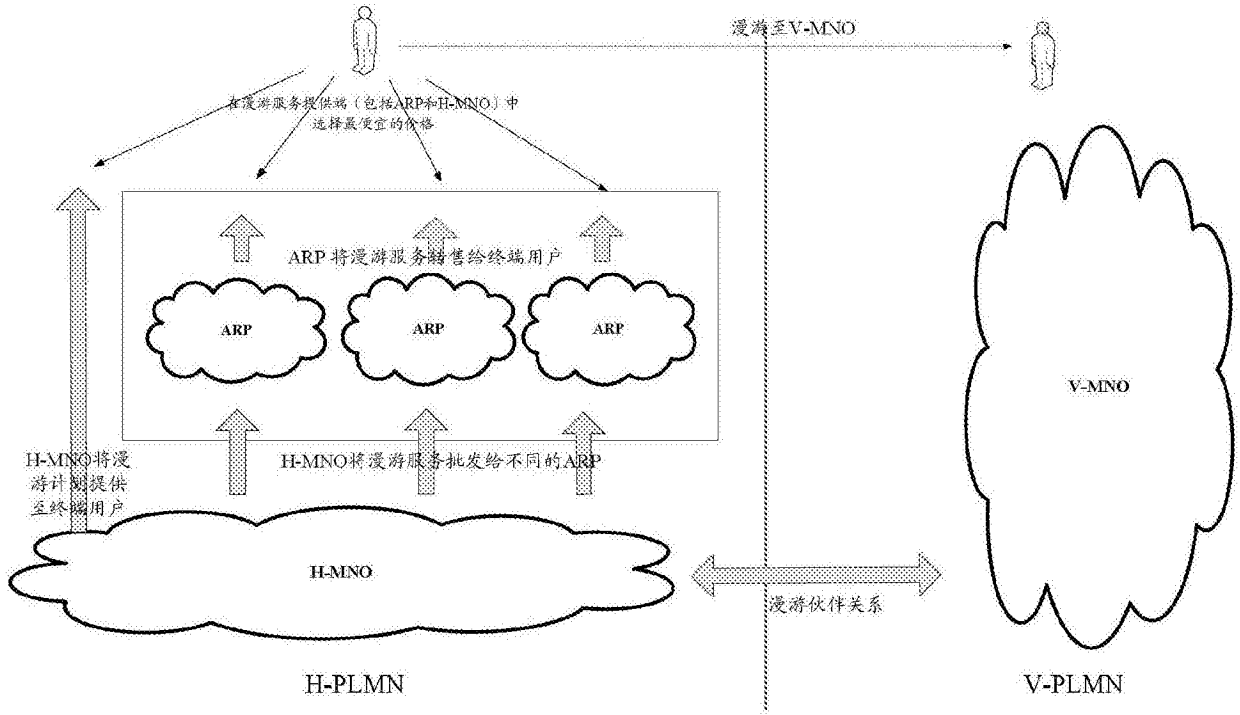 漫游至V-MNO
在漫游服务提供端（包括ARP和H-MNO）中
选择最便宜的价格
ARP 将漫游服务转售给终端用户
ARP
ARP
ARP
V-MNO
H-MNO将漫游服务批发给不同的ARP
H-MNO将漫
游计划提供
至终端用户
H-MNO
漫游伙伴关系
H-PLMN
V-PLMN